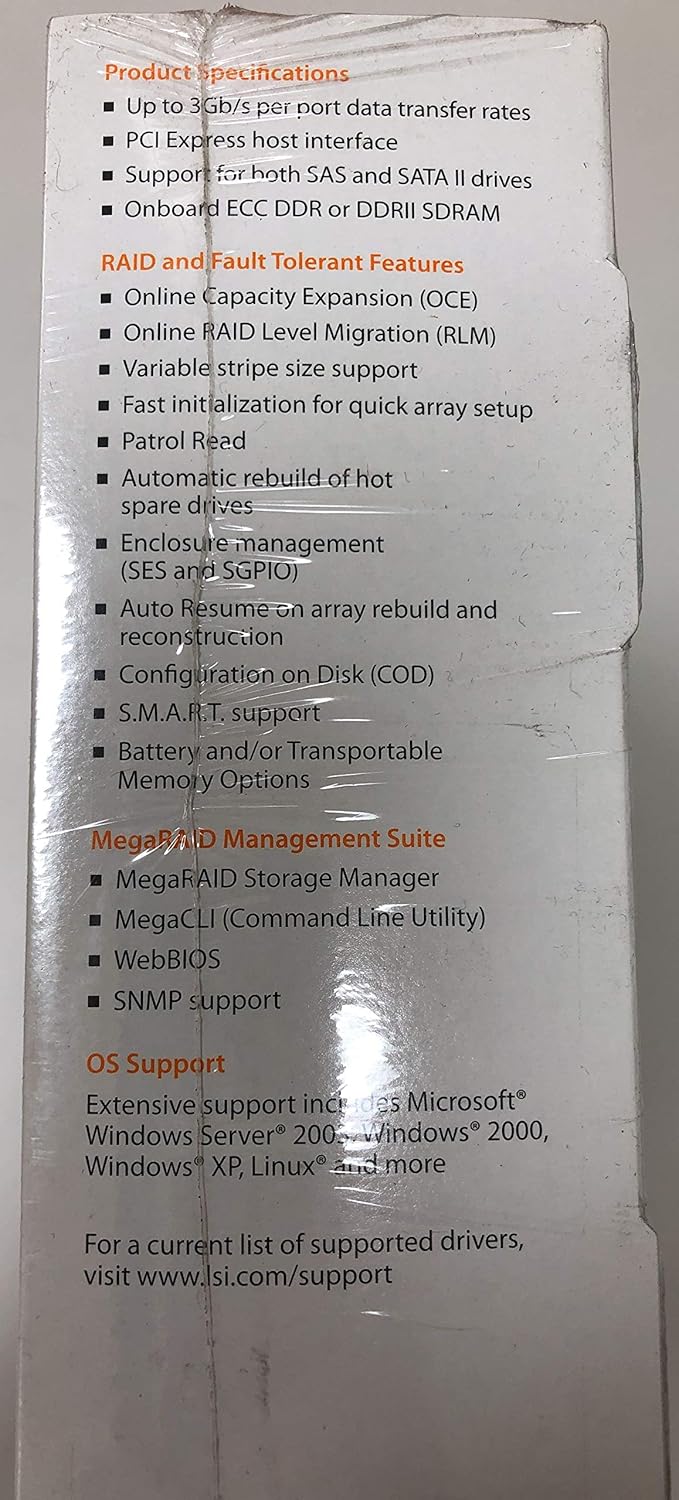 Product Specifications
▪ Up to 3Gb/s per port data transfer rates
▪ PCI Express host interface
▪ Support for both SAS and SATA II drives
▪ Onboard ECC DDR or DDRII SDRAM
RAID and Fault Tolerant Features
▪ Online Capacity Expansion (OCE)
▪ Online RAID Level Migration (RLM)
▪ Variable stripe size support
▪ Fast initialization for quick array setup
▪ Patrol Read
▪ Automatic rebuild of hot
spare drives
▪ Enclosure management
(SES and SGPIO)
▪ Auto Resume on array rebuild and
reconstruction
▪ Configuration on Disk (COD)
▪ S.M.A.R.T. support
▪ Battery and/or Transportable
Memory Options
MegaRAID Management Suite
▪ MegaRAID Storage Manager
▪ MegaCLI (Command Line Utility)
▪ WebBIOS
▪ SNMP support
OS Support
Extensive support includes Microsoft®
Windows Server® Windows® 2000,
Windows® XP, Linux® and more
For a current list of supported drivers,
visit www.lsi.com/support